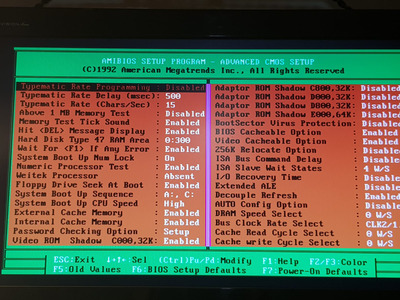 AMIBIOS SETUP PROGRAM - ADVANCED CMOS SETUP
(C)1992 American Megatrends Inc., All Rights Reserved
Typematic Rate Programming : Disabled
Typematic Rate Delay (msec): 500
Typematic Rate (Chars/Sec) : 15
Above 1 MB Memory Test : Disabled
Memory Test Tick Sound : Enabled
Hit <DEL> Message Display : Enabled
Hard Disk Type 47 RAM Area : 0:300
Wait For <F1> If Any Error : Enabled
System Boot Up Num Lock : On
Numeric Processor Test : Enabled
Weitek Processor : Absent
Floppy Drive Seek At Boot : Enabled
System Boot Up Sequence : A:, C:
System Boot Up CPU Speed : High
External Cache Memory : Enabled
Internal Cache Memory : Enabled
Password Checking Option : Setup
Video ROM Shadow C000,32K: Enabled
Adaptor ROM Shadow C800,32K: Disabled
Adaptor ROM Shadow D000,32K: Disabled
Adaptor ROM Shadow D800,32K: Disabled
Adaptor ROM Shadow E000,64K: Disabled
BootSector Virus Protection: Disabled
BIOS Cacheable Option : Enabled
Video Cacheable Option : Enabled
256K Relocate Option : Disabled
ISA Bus Command Delay : Disabled
ISA Slave Wait States : 4 W/S
I/O Recovery Time : Disabled
Extended ALE : Disabled
Decouple Refresh : Enabled
AUTO Config Option : Disabled
DRAM Speed Select : 0 W/S
Bus Clock Rate Select : CLK2/
Cache Read Cycle Select : 0 W/S
Cache write Cycle Select : 0 W/S
ESC:Exit ↓→↑← Sel (Ctrl)Pu/Pd:Modify F1:Help F2/F3:Color
F5:Old Values F6:BIOS Setup Defaults F7:Power-On Defaults